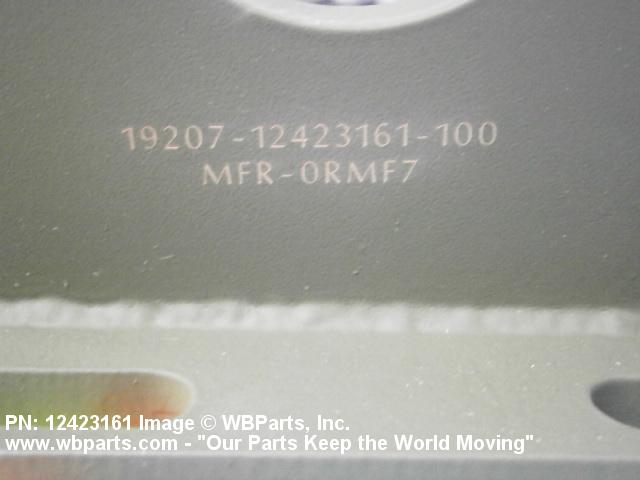 19207-12423161-100
MFR-0RMF7
PN: 12423161 Image © WBParts, Inc.
www.wbparts.com - "Our Parts Keep the World Moving"